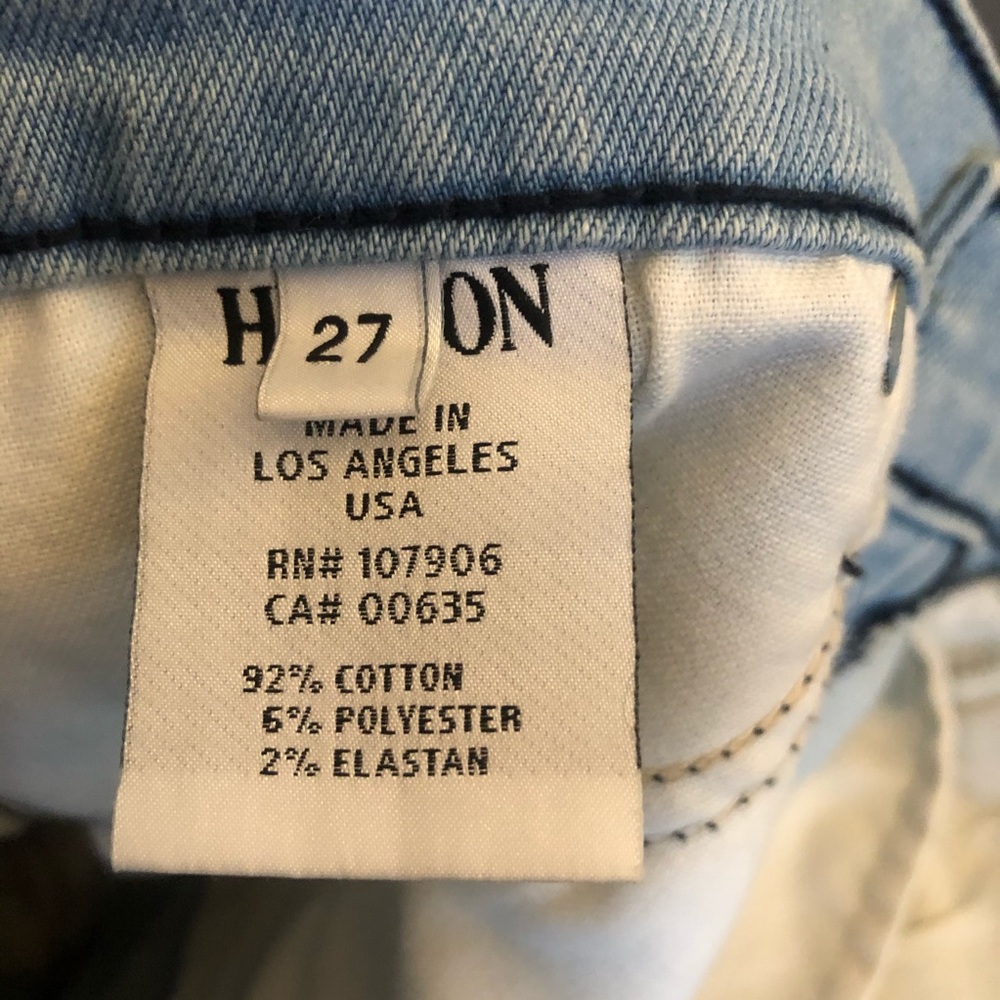 H ON
27
MADE IN
LOS ANGELES
USA
RN# 107906
CA# 00635
92% COTTON
6% POLYESTER
2% ELASTAN